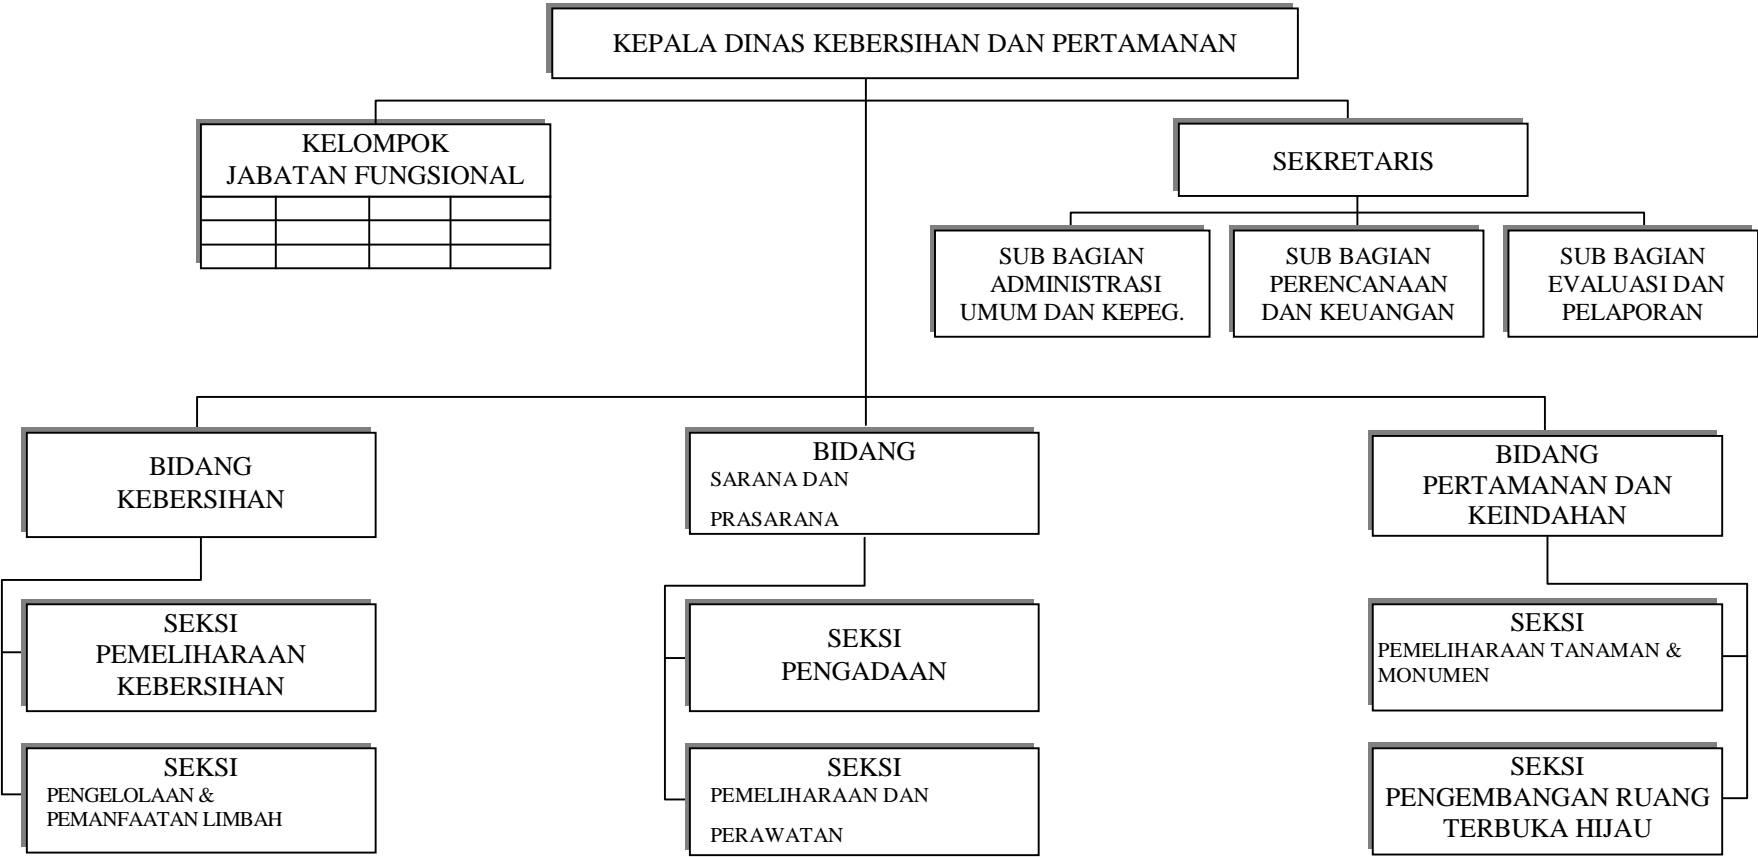 KEPALA DINAS KEBERSIHAN DAN PERTAMANAN
KELOMPOK
JABATAN FUNGSIONAL
SEKRETARIS
SUB BAGIAN
ADMINISTRASI
UMUM DAN KEPEG.
SUB BAGIAN
PERENCANAAN
DAN KEUANGAN
SUB BAGIAN
EVALUASI DAN
PELAPORAN
BIDANG
KEBERSIHAN
BIDANG
SARANA DAN
PRASARANA
BIDANG
PERTAMANAN DAN
KEINDAHAN
SEKSI
PEMELIHARAAN
KEBERSIHAN
SEKSI
PENGADAAN
SEKSI
PEMELIHARAAN TANAMAN &
MONUMEN
SEKSI
PENGELOLAAN &
PEMANFAATAN LIMBAH
SEKSI
PEMELIHARAAN DAN
PERAWATAN
SEKSI
PENGEMBANGAN RUANG
TERBUKA HIJAU